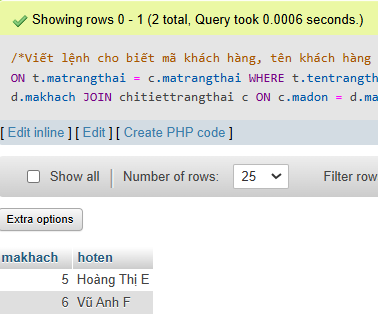 Showing rows 0 - 1 (2 total, Query took 0.0006 seconds.)
/*Viết lệnh cho biết mã khách hàng, tên khách hàng
ON t.matrangthai = c.matrangthai WHERE t.tentrangth
d.makhach JOIN chitiettrangthai c ON c.madon = d.ma
[ Edit inline ] [ Edit ] [ Create PHP code ]
Show all Number of rows: 25 Filter row
Extra options
makhach hoten
5 Hoàng Thị E
6 Vũ Anh F